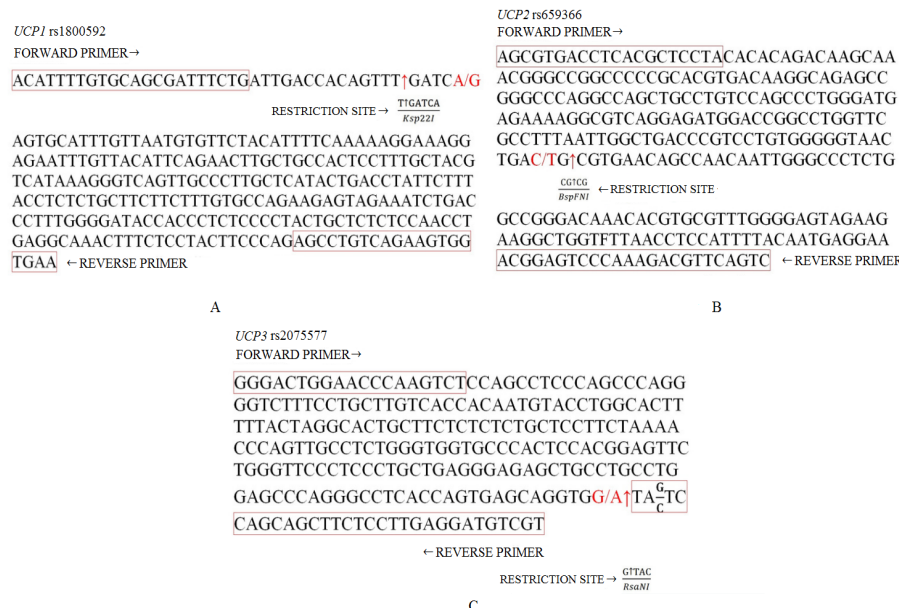 UCP1 rs1800592
FORWARD PRIMER→
ACATTTTGTGCAGCGATTTCTGATTGACCACAGTTT↑GATCA/G
RESTRICTION SITE → T↑GATCA
Ksp22I
AGTGCATTTGTTAATGTGTTCTACATTTTCAAAAAGGAAAGG
AGAATTTGTTACATTCAGAACTTGCTGCCACTCCTTTGCTACG
TCATAAAGGGTCAGTTGCCCTTGCTCATACTGACCTATTCTTT
ACCTCTCTGCTTCTTCTTTGTGCCAGAAGAGTAGAAATCTGAC
CCTTTGGGGATACCACCCTCTCCCCTACTGCTCTCTCCAACCT
GAGGCAAACTTTCTCCTACTTCCCAGAGCCTGTCAGAAGTGG
TGAA ←REVERSE PRIMER
A
UCP2 rs659366
FORWARD PRIMER→
AGCGTGACCTCACGCTCCTACACACAGACAAGCAA
ACGGGCCGGCCCCCGCACGTGACAAGGCAGAGCC
GGGCCCAGGCCAGCTGCCTGTCCAGCCCTGGGATG
AGAAAAGGCGTCAGGAGATGGACCGGCCTGGTTC
GCCTTTAATTGGCTGACCCGTCCTGTGGGGGTAAC
TGAC/TG↑CGTGAACAGCCAACAATTGGGCCCTCTG
CG↑CG
BspFNI ←RESTRICTION SITE
GCCGGGACAAACACGTGCGTTTGGGGAGTAGAAG
AAGGCTGGTFTTAACCTCCATTTTACAATGAGGAA
ACGGAGTCCCAAAGACGTTCAGTC ←REVERSE PRIMER
B
UCP3 rs2075577
FORWARD PRIMER→
GGGACTGGAACCCAAGTCTCCAGCCTCCCAGCCCAGG
GGTCTTTCCTGCTTGTCACCACAATGTACCTGGCACTT
TTTACTAGGCACTGCTTCTCTCTCTGCTCCTTCTAAAA
CCCAGTTGCCTCTGGGTGGTGCCCACTCCACGGAGTTC
TGGGTTCCCTCCCTGCTGAGGGAGAGCTGCCTGCCTG
GAGCCCAGGGCCTCACCAGTGAGCAGGTGG/A↑TAG/CTC
CAGCAGCTTCTCCTTGAGGATGTCGT
←REVERSE PRIMER
RESTRICTION SITE → G↑TAC
RsaNI
C